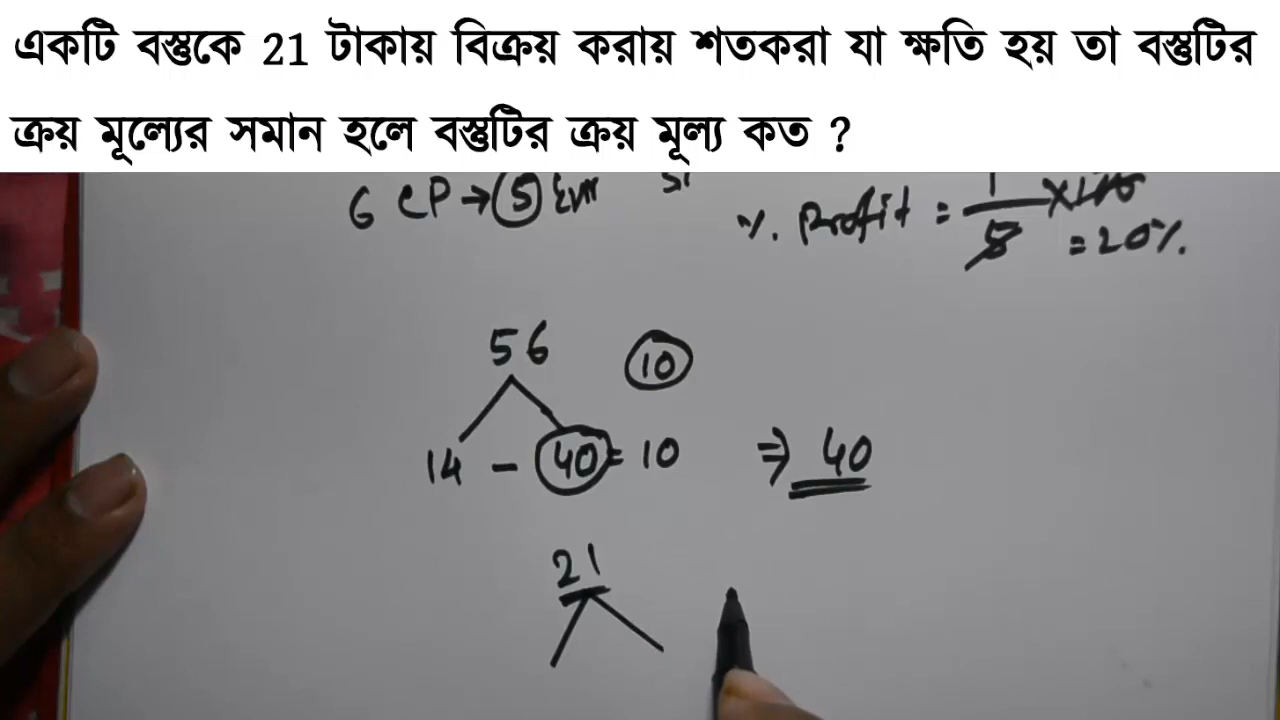 একটি বস্তুকে 21 টাকায় বিক্রয় করায় শতকরা যা ক্ষতি হয় তা বস্তুটির
ক্রয় মূল্যের সমান হলে বস্তুটির ক্রয় মূল্য কত ?
6 CP → 5
% Profit = 1/5 × 100
= 20%
56 10
14 - 40 = 10 ⇒ 40
21